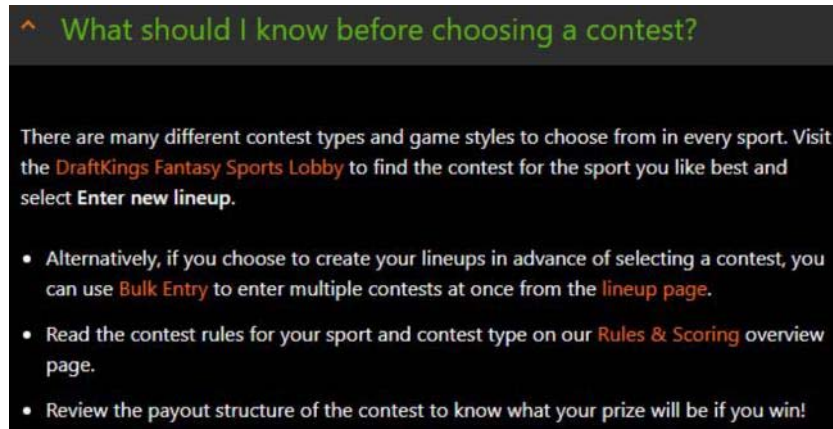 What should I know before choosing a contest?
There are many different contest types and game styles to choose from in every sport. Visit
the DraftKings Fantasy Sports Lobby to find the contest for the sport you like best and
select Enter new lineup.
• Alternatively, if you choose to create your lineups in advance of selecting a contest, you
can use Bulk Entry to enter multiple contests at once from the lineup page.
• Read the contest rules for your sport and contest type on our Rules & Scoring overview
page.
• Review the payout structure of the contest to know what your prize will be if you win!